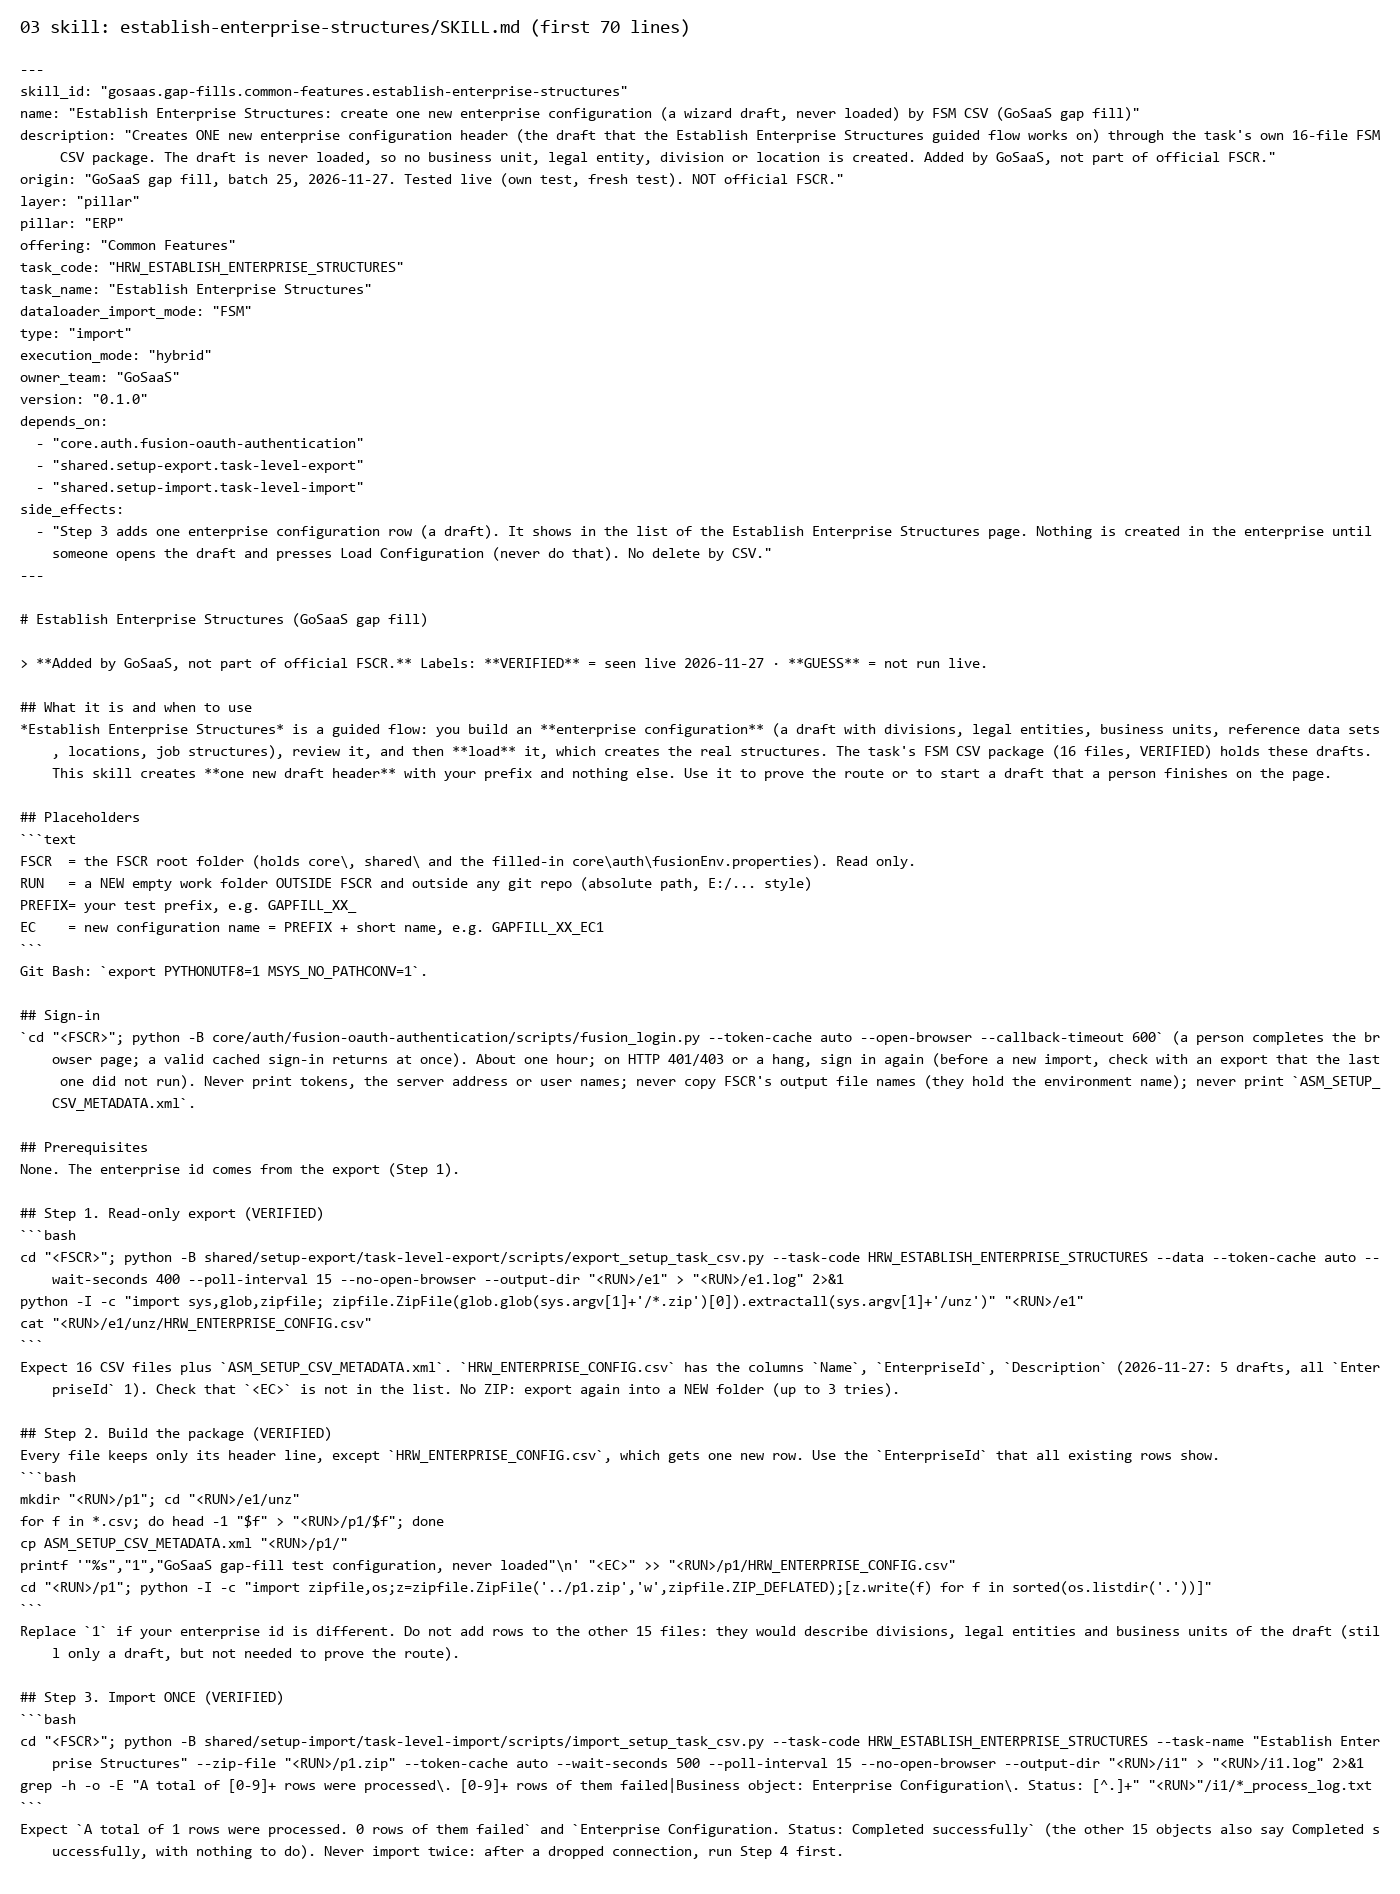 03 skill: establish-enterprise-structures/SKILL.md (first 70 lines)
---
skill_id: "gosaas.gap-fills.common-features.establish-enterprise-structures"
name: "Establish Enterprise Structures: create one new enterprise configuration (a wizard draft, never loaded) by FSM CSV (GoSaaS gap fill)"
description: "Creates ONE new enterprise configuration header (the draft that the Establish Enterprise Structures guided flow works on) through the task's own 16-file FSM
CSV package. The draft is never loaded, so no business unit, legal entity, division or location is created. Added by GoSaaS, not part of official FSCR."
origin: "GoSaaS gap fill, batch 25, 2026-11-27. Tested live (own test, fresh test). NOT official FSCR."
layer: "pillar"
pillar: "ERP"
offering: "Common Features"
task_code: "HRW_ESTABLISH_ENTERPRISE_STRUCTURES"
task_name: "Establish Enterprise Structures"
dataloader_import_mode: "FSM"
type: "import"
execution_mode: "hybrid"
owner_team: "GoSaaS"
version: "0.1.0"
depends_on:
  - "core.auth.fusion-oauth-authentication"
  - "shared.setup-export.task-level-export"
  - "shared.setup-import.task-level-import"
side_effects:
  - "Step 3 adds one enterprise configuration row (a draft). It shows in the list of the Establish Enterprise Structures page. Nothing is created in the enterprise until
someone opens the draft and presses Load Configuration (never do that). No delete by CSV."
---
# Establish Enterprise Structures (GoSaaS gap fill)
> **Added by GoSaaS, not part of official FSCR.** Labels: **VERIFIED** = seen live 2026-11-27 · **GUESS** = not run live.
## What it is and when to use
*Establish Enterprise Structures* is a guided flow: you build an **enterprise configuration** (a draft with divisions, legal entities, business units, reference data sets
, locations, job structures), review it, and then **load** it, which creates the real structures. The task's FSM CSV package (16 files, VERIFIED) holds these drafts.
This skill creates **one new draft header** with your prefix and nothing else. Use it to prove the route or to start a draft that a person finishes on the page.
## Placeholders
```text
FSCR  = the FSCR root folder (holds core\, shared\ and the filled-in core\auth\fusionEnv.properties). Read only.
RUN   = a NEW empty work folder OUTSIDE FSCR and outside any git repo (absolute path, E:/... style)
PREFIX= your test prefix, e.g. GAPFILL_XX_
EC    = new configuration name = PREFIX + short name, e.g. GAPFILL_XX_EC1
```
Git Bash: `export PYTHONUTF8=1 MSYS_NO_PATHCONV=1`.
## Sign-in
`cd "<FSCR>"; python -B core/auth/fusion-oauth-authentication/scripts/fusion_login.py --token-cache auto --open-browser --callback-timeout 600` (a person completes the br
owser page; a valid cached sign-in returns at once). About one hour; on HTTP 401/403 or a hang, sign in again (before a new import, check with an export that the last
one did not run). Never print tokens, the server address or user names; never copy FSCR's output file names (they hold the environment name); never print `ASM_SETUP_
CSV_METADATA.xml`.
## Prerequisites
None. The enterprise id comes from the export (Step 1).
## Step 1. Read-only export (VERIFIED)
```bash
cd "<FSCR>"; python -B shared/setup-export/task-level-export/scripts/export_setup_task_csv.py --task-code HRW_ESTABLISH_ENTERPRISE_STRUCTURES --data --token-cache auto --
wait-seconds 400 --poll-interval 15 --no-open-browser --output-dir "<RUN>/e1" > "<RUN>/e1.log" 2>&1
python -I -c "import sys,glob,zipfile; zipfile.ZipFile(glob.glob(sys.argv[1]+'/*.zip')[0]).extractall(sys.argv[1]+'/unz')" "<RUN>/e1"
cat "<RUN>/e1/unz/HRW_ENTERPRISE_CONFIG.csv"
```
Expect 16 CSV files plus `ASM_SETUP_CSV_METADATA.xml`. `HRW_ENTERPRISE_CONFIG.csv` has the columns `Name`, `EnterpriseId`, `Description` (2026-11-27: 5 drafts, all `Enter
priseId` 1). Check that `<EC>` is not in the list. No ZIP: export again into a NEW folder (up to 3 tries).
## Step 2. Build the package (VERIFIED)
Every file keeps only its header line, except `HRW_ENTERPRISE_CONFIG.csv`, which gets one new row. Use the `EnterpriseId` that all existing rows show.
```bash
mkdir "<RUN>/p1"; cd "<RUN>/e1/unz"
for f in *.csv; do head -1 "$f" > "<RUN>/p1/$f"; done
cp ASM_SETUP_CSV_METADATA.xml "<RUN>/p1/"
printf '"%s","1","GoSaaS gap-fill test configuration, never loaded"\n' "<EC>" >> "<RUN>/p1/HRW_ENTERPRISE_CONFIG.csv"
cd "<RUN>/p1"; python -I -c "import zipfile,os;z=zipfile.ZipFile('../p1.zip','w',zipfile.ZIP_DEFLATED);[z.write(f) for f in sorted(os.listdir('.'))]"
```
Replace `1` if your enterprise id is different. Do not add rows to the other 15 files: they would describe divisions, legal entities and business units of the draft (stil
l only a draft, but not needed to prove the route).
## Step 3. Import ONCE (VERIFIED)
```bash
cd "<FSCR>"; python -B shared/setup-import/task-level-import/scripts/import_setup_task_csv.py --task-code HRW_ESTABLISH_ENTERPRISE_STRUCTURES --task-name "Establish Enter
prise Structures" --zip-file "<RUN>/p1.zip" --token-cache auto --wait-seconds 500 --poll-interval 15 --no-open-browser --output-dir "<RUN>/i1" > "<RUN>/i1.log" 2>&1
grep -h -o -E "A total of [0-9]+ rows were processed\. [0-9]+ rows of them failed|Business object: Enterprise Configuration\. Status: [^.]+" "<RUN>"/i1/*_process_log.txt
```
Expect `A total of 1 rows were processed. 0 rows of them failed` and `Enterprise Configuration. Status: Completed successfully` (the other 15 objects also say Completed s
uccessfully, with nothing to do). Never import twice: after a dropped connection, run Step 4 first.